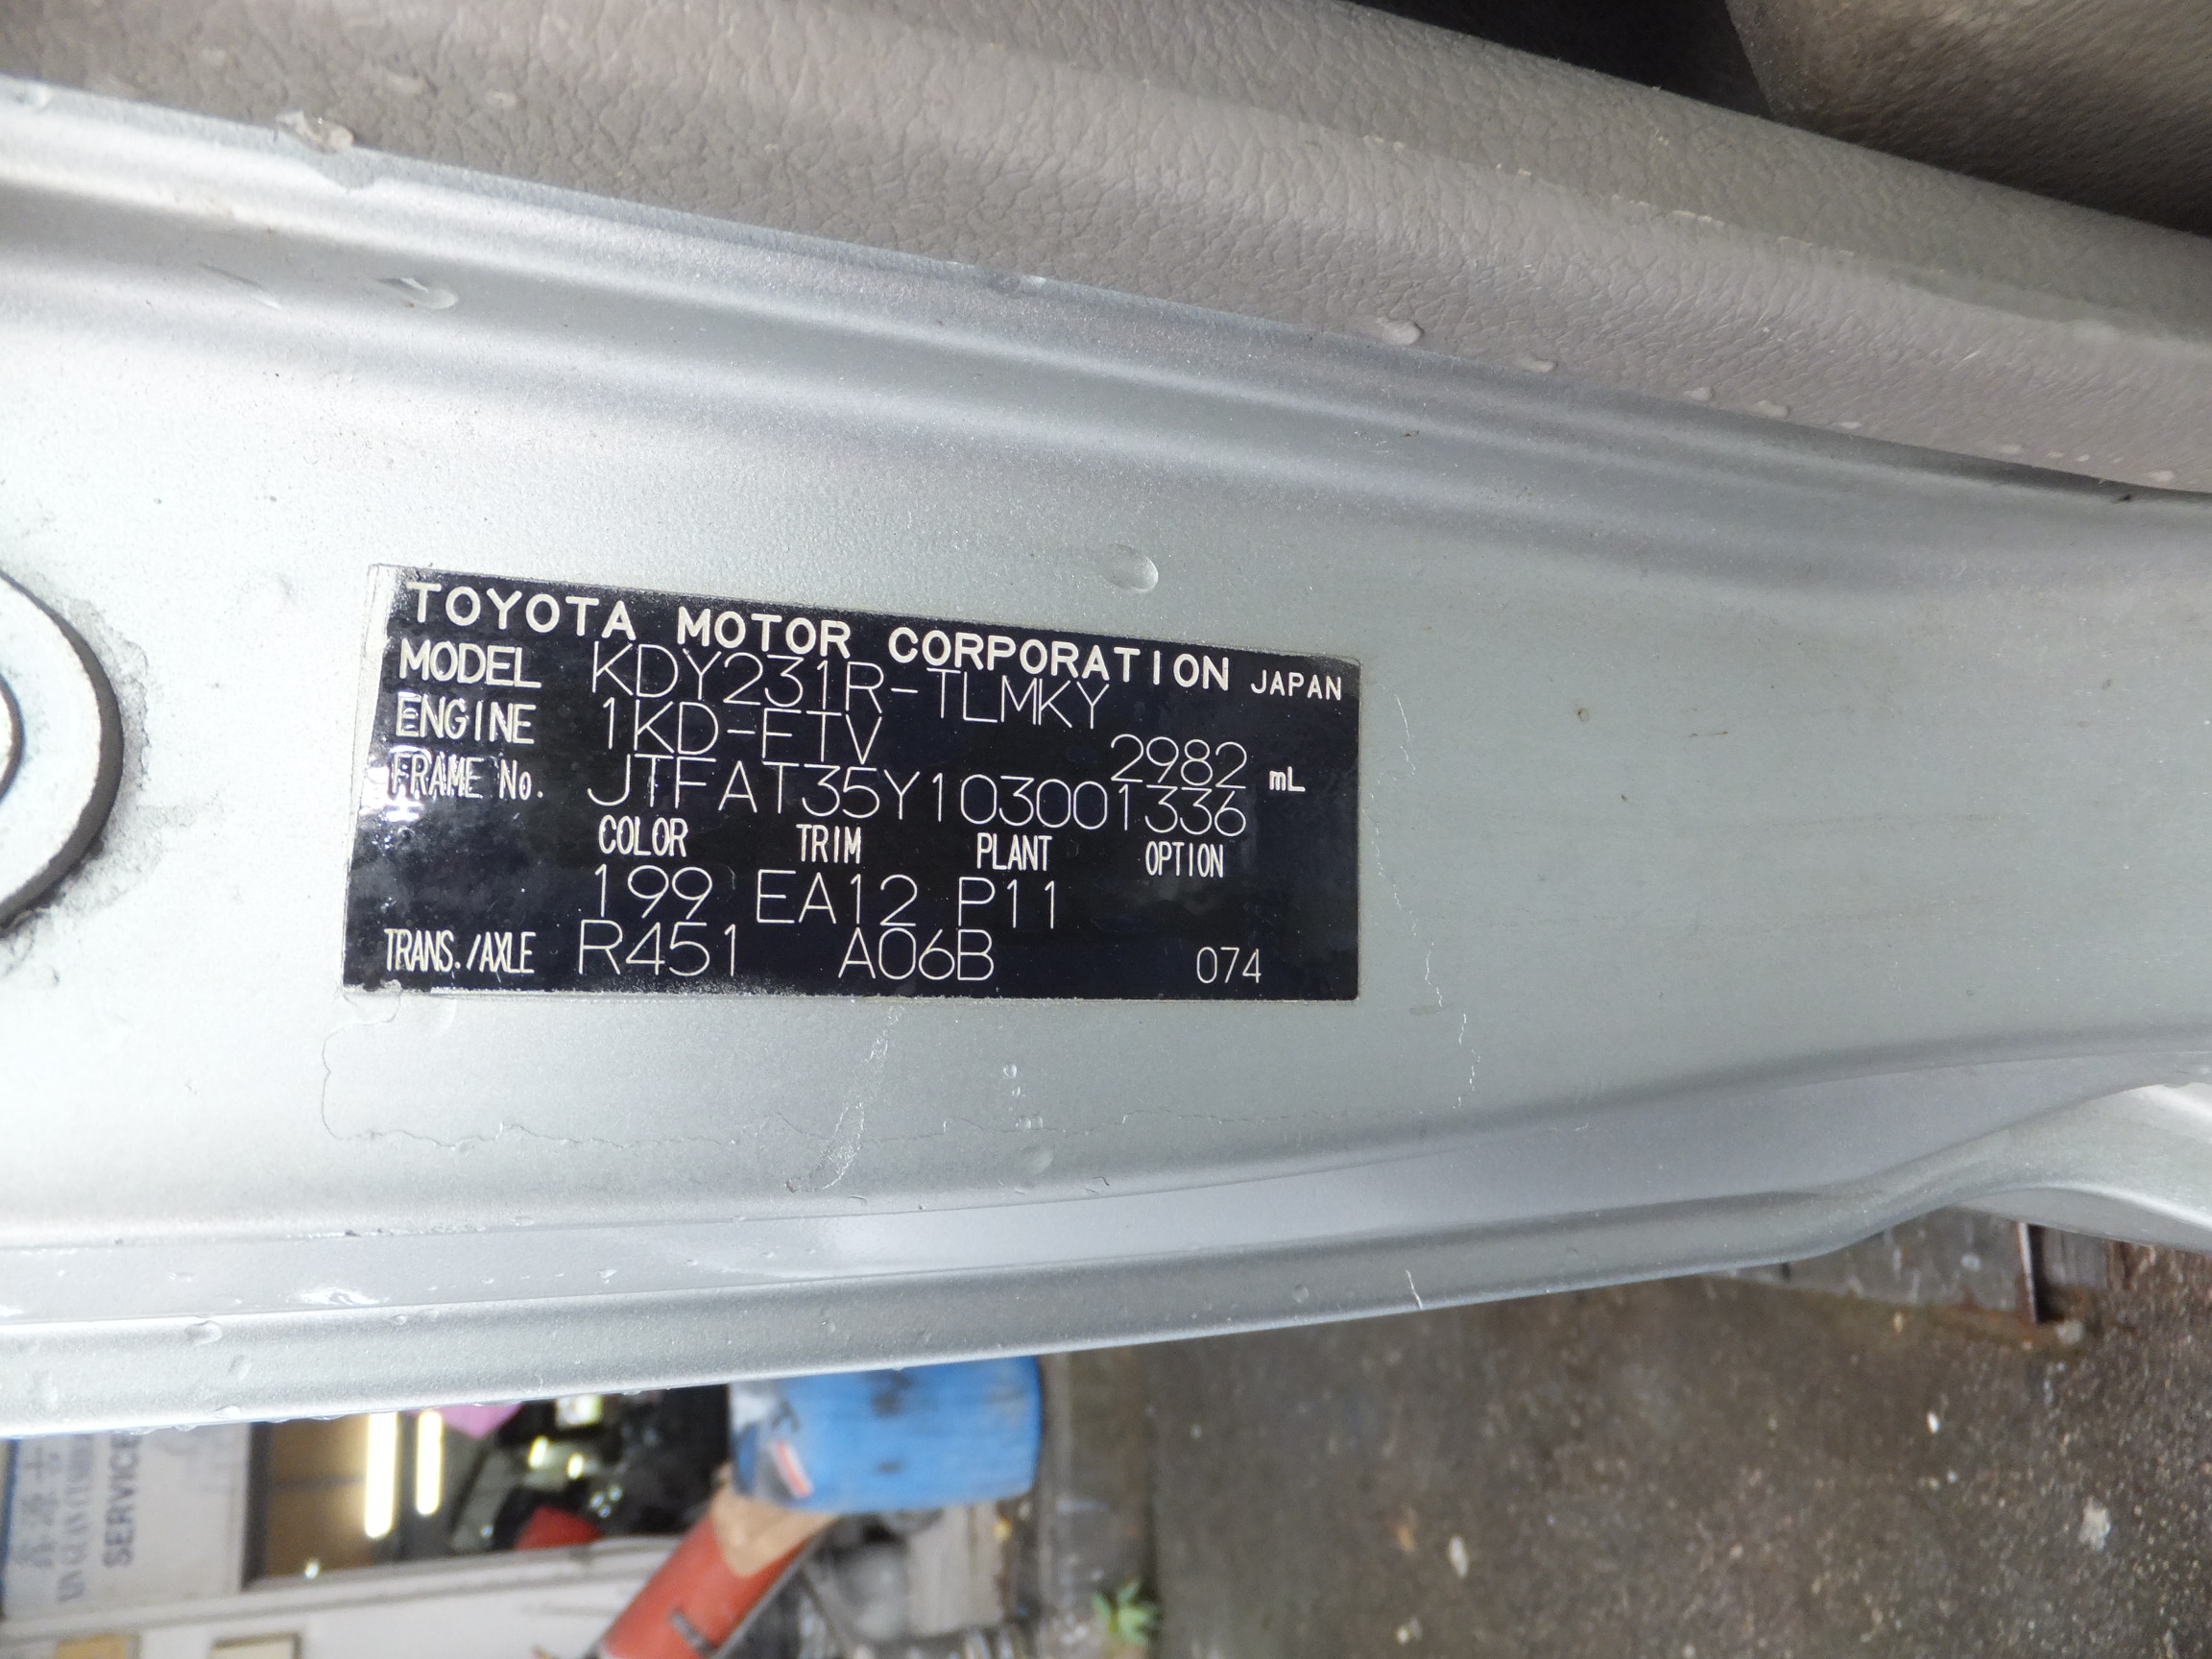 TOYOTA MOTOR CORPORATION JAPAN
MODEL KDY231R-TLMKY
ENGINE 1KD-FTV 2982 mL
FRAME No. JTFAT35Y103001336
COLOR TRIM PLANT OPTION
199 EA12 P11
TRANS./AXLE R451 A06B 074
SERVICE